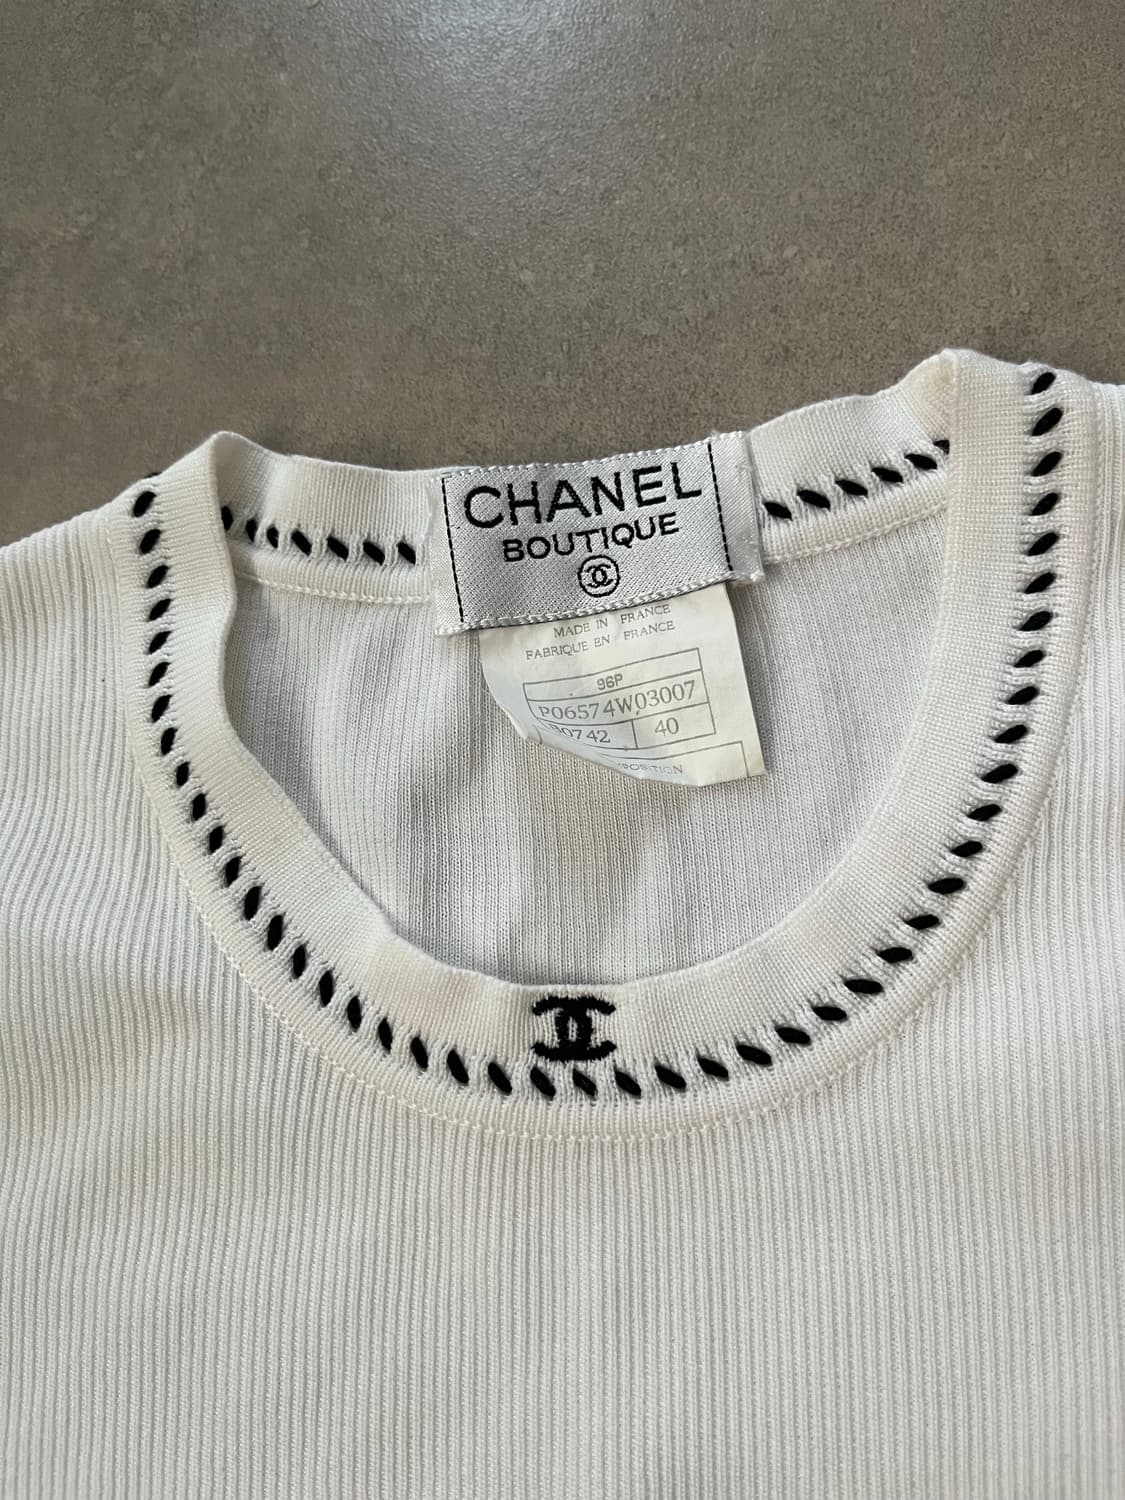 CHANEL
BOUTIQUE
MADE IN FRANCE
FABRIQUE EN FRANCE
96P
P06574W03007
40